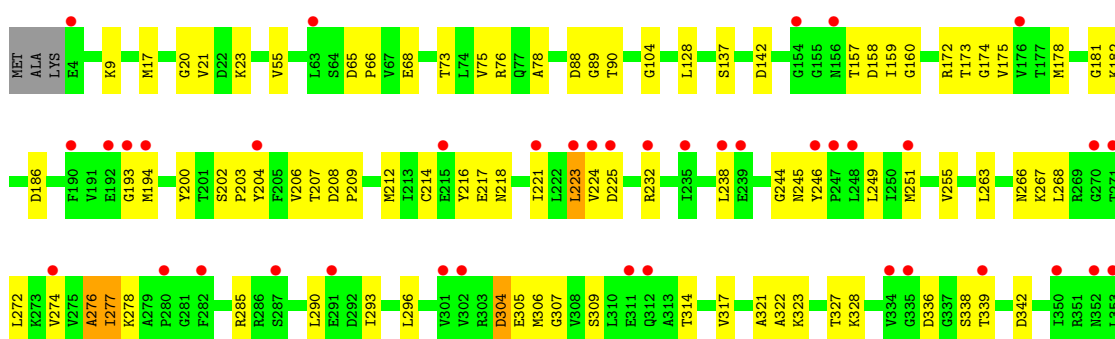 MET ALA LYS E4 K9 M17 G20 V21 D22 K23 V55 L63 S64 D65 P66 V67 E68 T73 L74 V75 R76 Q77 A78 D88 G89 T90 G104 L128 S137 D142 G154 G155 N156 T157 D158 I159 G160 R172 T173 G174 V175 V176 T177 M178 G181 K182
D186 F190 V191 E192 G193 M194 Y200 T201 S202 P203 Y204 F205 V206 T207 D208 P209 M212 I213 C214 E215 Y216 E217 N218 I221 L222 L223 V224 D225 R232 I235 L238 E239 G244 N245 Y246 P247 L248 L249 I250 M251 V255 L263 N266 K267 L268 R269 G270 T271
L272 K273 V274 V275 A276 I277 K278 A279 P280 G281 F282 R285 R286 S287 L290 E291 D292 I293 L296 V301 V302 R303 D304 E305 M306 G307 V308 S309 L310 E311 Q312 A313 T314 V317 A321 A322 K323 T327 K328 V334 G335 D336 G337 S338 T339 D342 I350 R351 N352 L353